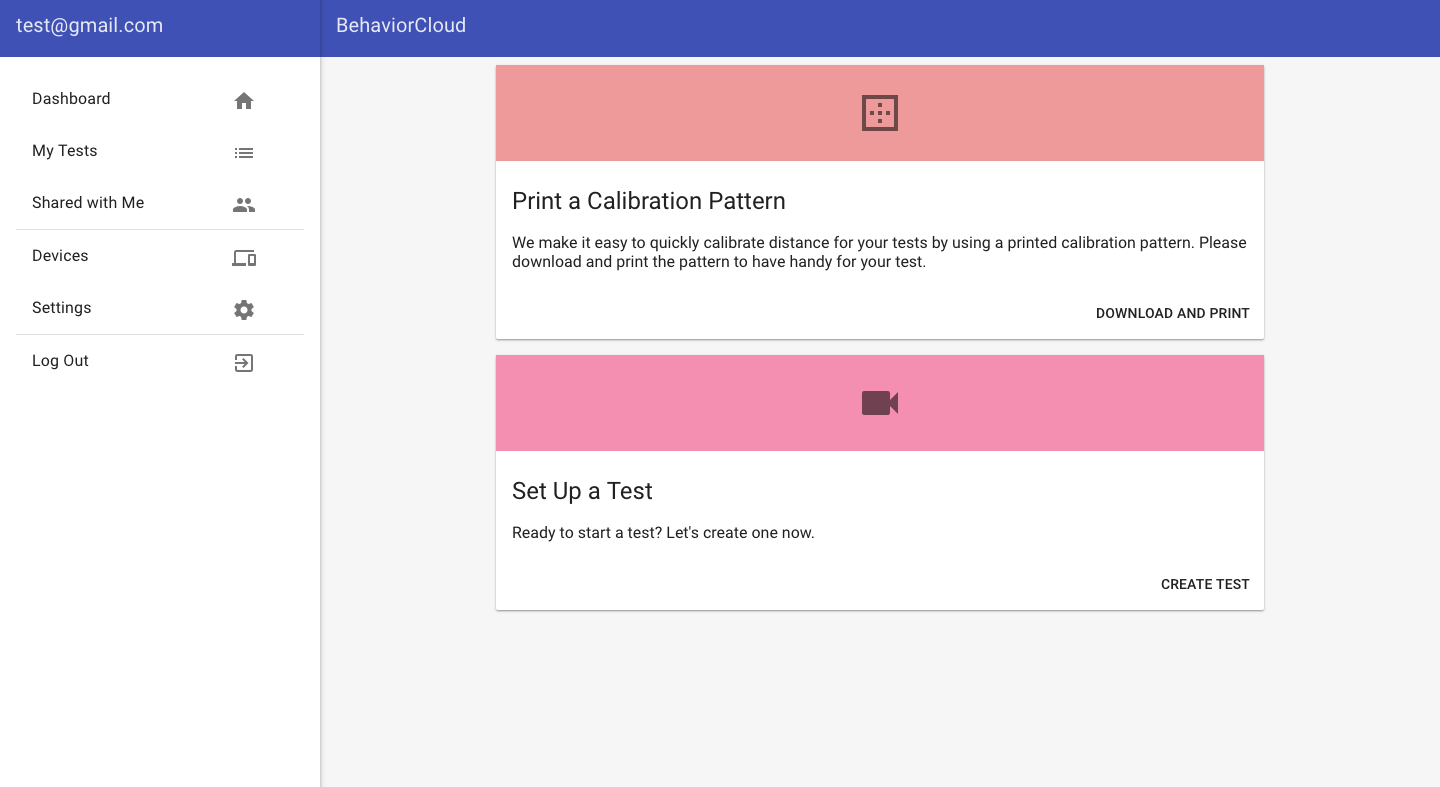 test@gmail.com
BehaviorCloud
Dashboard
My Tests
Shared with Me
Devices
Settings
Log Out
Print a Calibration Pattern
We make it easy to quickly calibrate distance for your tests by using a printed calibration pattern. Please
download and print the pattern to have handy for your test.
DOWNLOAD AND PRINT
Set Up a Test
Ready to start a test? Let's create one now.
CREATE TEST